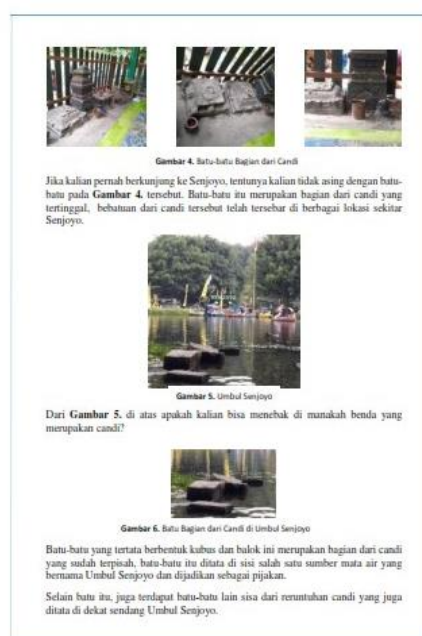 Gambar 4. Batu-batu Bagian dari Candi
Jika kalian pernah berkunjung ke Senjoyo, tentunya kalian tidak asing dengan batu-
batu pada Gambar 4. tersebut. Batu-batu itu merupakan bagian dari candi yang
tertinggal, bebatuan dari candi tersebut telah tersebar di berbagai lokasi sekitar
Senjoyo.
Gambar 5. Umbul Senjoyo
Dari Gambar 5. di atas apakah kalian bisa menebak di manakah benda yang
merupakan candi?
Gambar 6. Batu Bagian dari Candi di Umbul Senjoyo
Batu-batu yang tertata berbentuk kubus dan balok ini merupakan bagian dari candi
yang sudah terpisah, batu-batu itu ditata di sisi salah satu sumber mata air yang
bernama Umbul Senjoyo dan dijadikan sebagai pijakan.
Selain batu itu, juga terdapat batu-batu lain sisa dari reruntuhan candi yang juga
ditata di dekat sendang Umbul Senjoyo.